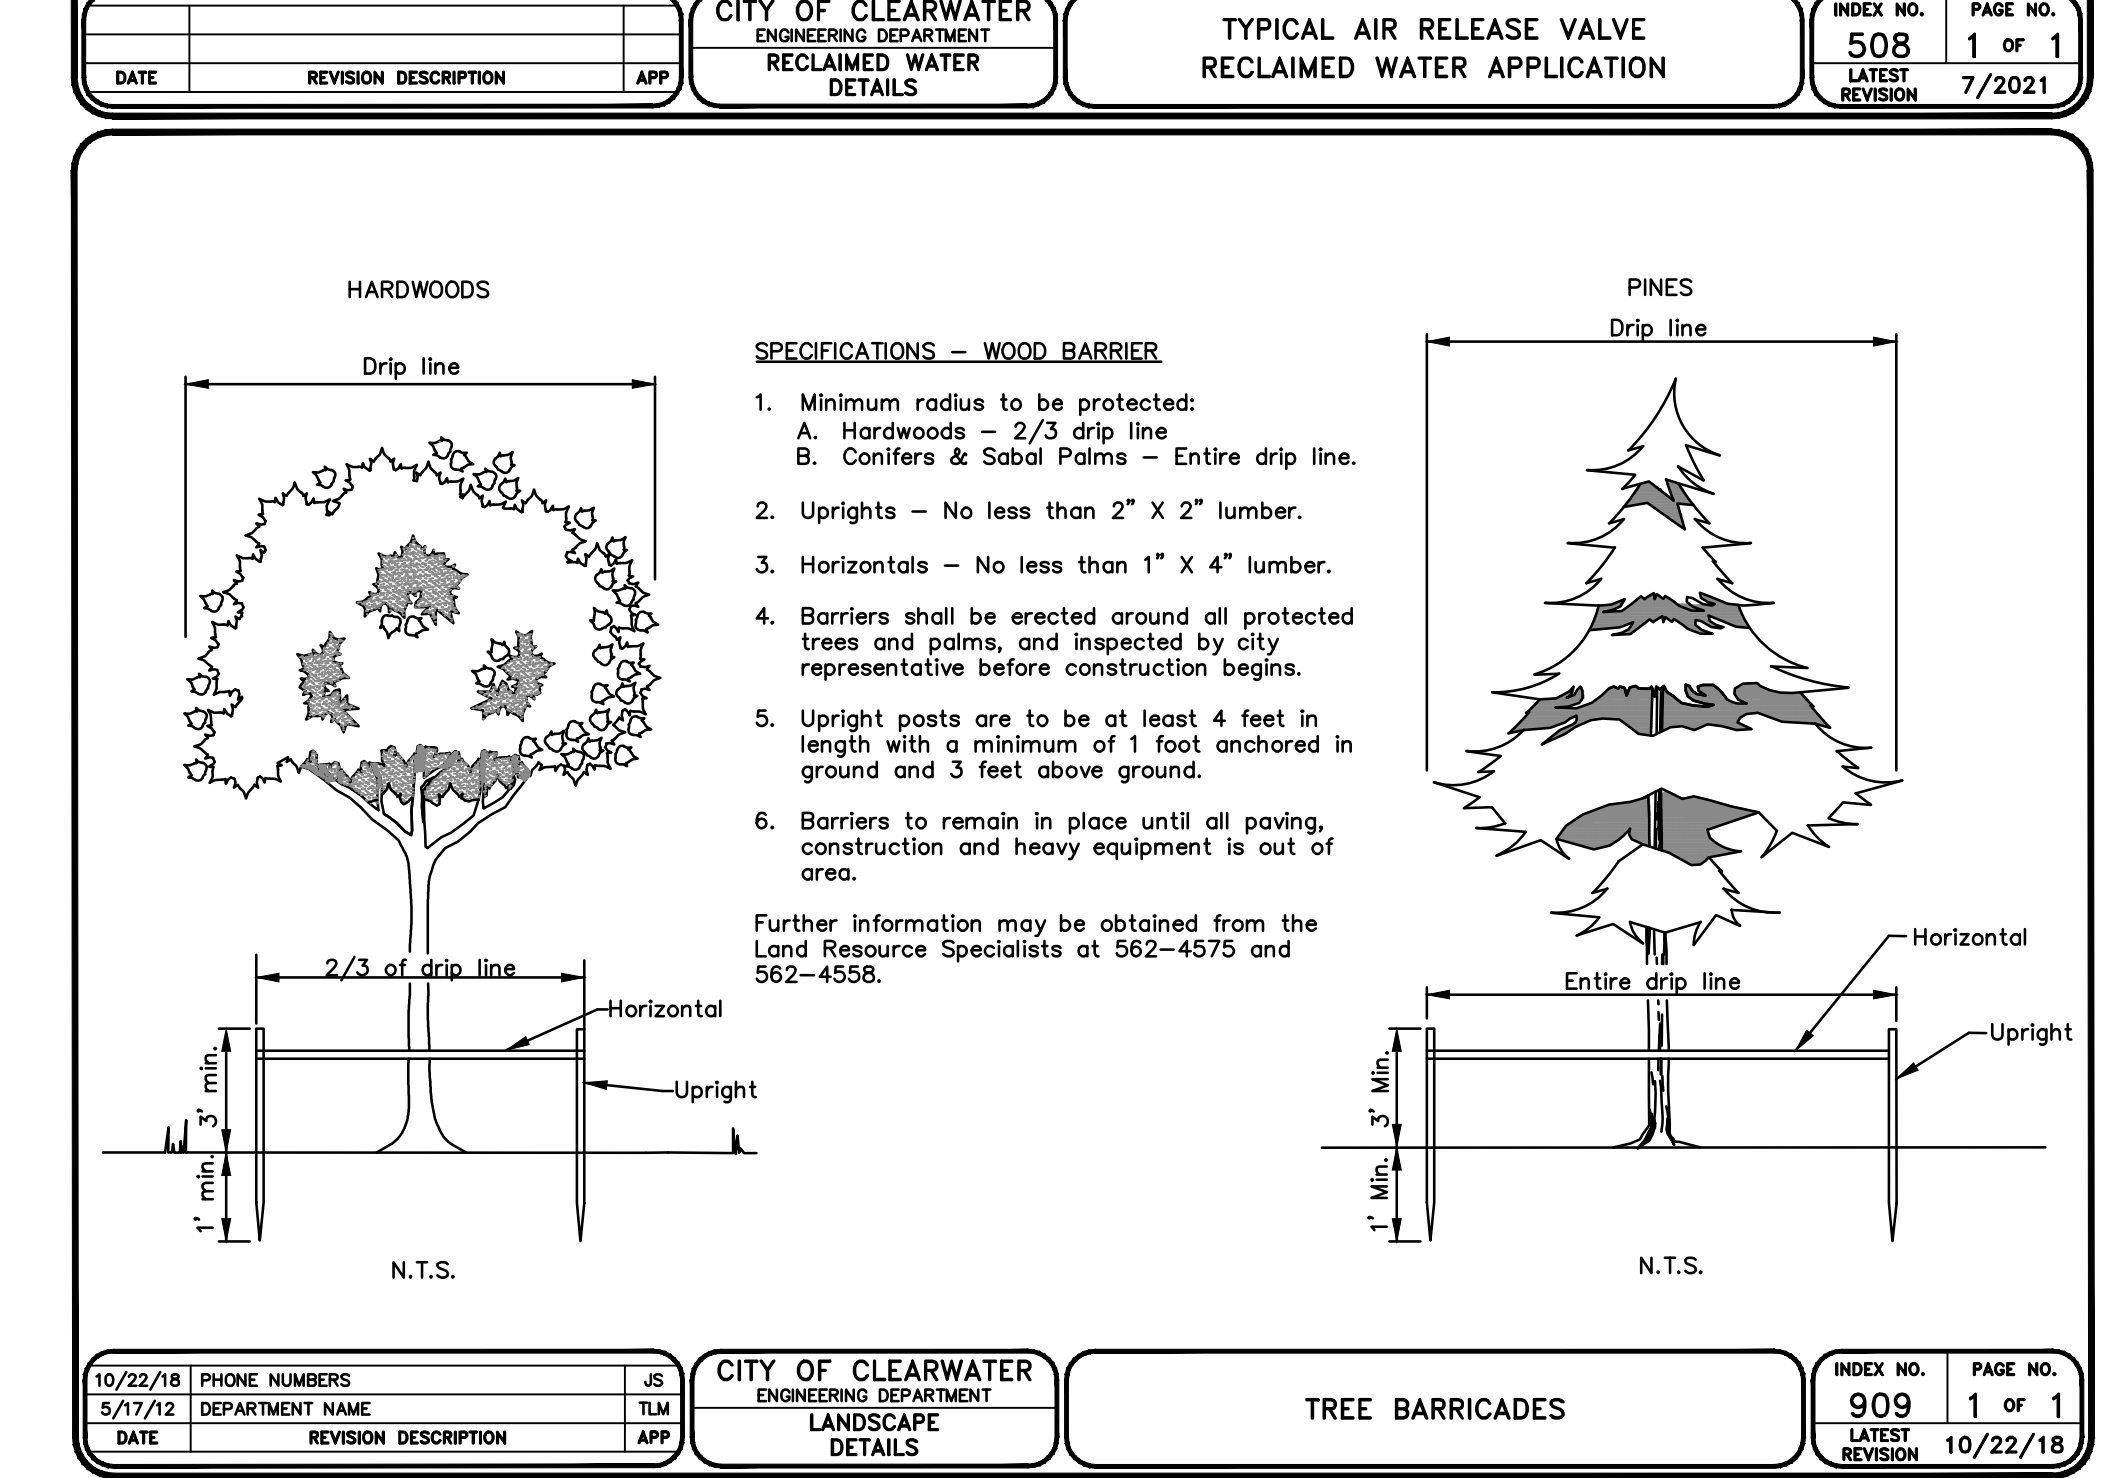 DATE REVISION DESCRIPTION APP
CITY OF CLEARWATER
ENGINEERING DEPARTMENT
RECLAIMED WATER
DETAILS
TYPICAL AIR RELEASE VALVE
RECLAIMED WATER APPLICATION
INDEX NO.
508
PAGE NO.
1 OF 1
LATEST
REVISION
7/2021
HARDWOODS
Drip line
2/3 of drip line
Horizontal
Upright
3' min.
1' min.
N.T.S.
SPECIFICATIONS – WOOD BARRIER
1. Minimum radius to be protected:
A. Hardwoods – 2/3 drip line
B. Conifers & Sabal Palms – Entire drip line.
2. Uprights – No less than 2" X 2" lumber.
3. Horizontals – No less than 1" X 4" lumber.
4. Barriers shall be erected around all protected
trees and palms, and inspected by city
representative before construction begins.
5. Upright posts are to be at least 4 feet in
length with a minimum of 1 foot anchored in
ground and 3 feet above ground.
6. Barriers to remain in place until all paving,
construction and heavy equipment is out of
area.
Further information may be obtained from the
Land Resource Specialists at 562–4575 and
562–4558.
PINES
Drip line
Entire drip line
Horizontal
Upright
3' Min.
1' Min.
N.T.S.
10/22/18 PHONE NUMBERS JS
5/17/12 DEPARTMENT NAME TLM
DATE REVISION DESCRIPTION APP
CITY OF CLEARWATER
ENGINEERING DEPARTMENT
LANDSCAPE
DETAILS
TREE BARRICADES
INDEX NO.
909
PAGE NO.
1 OF 1
LATEST
REVISION
10/22/18